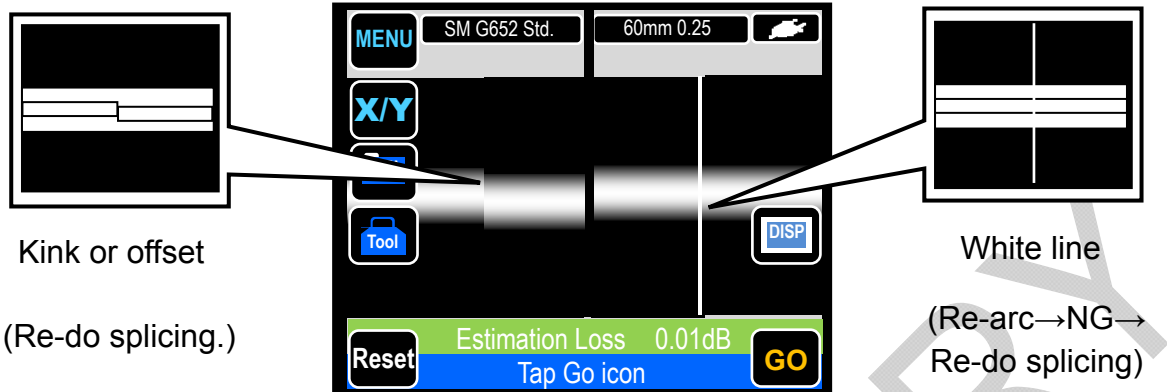 MENU
SM G652 Std.
60mm 0.25
X/Y
Tool
DISP
Kink or offset
(Re-do splicing.)
White line
(Re-arc→NG→
Re-do splicing)
Reset
Estimation Loss 0.01dB
Tap Go icon
GO